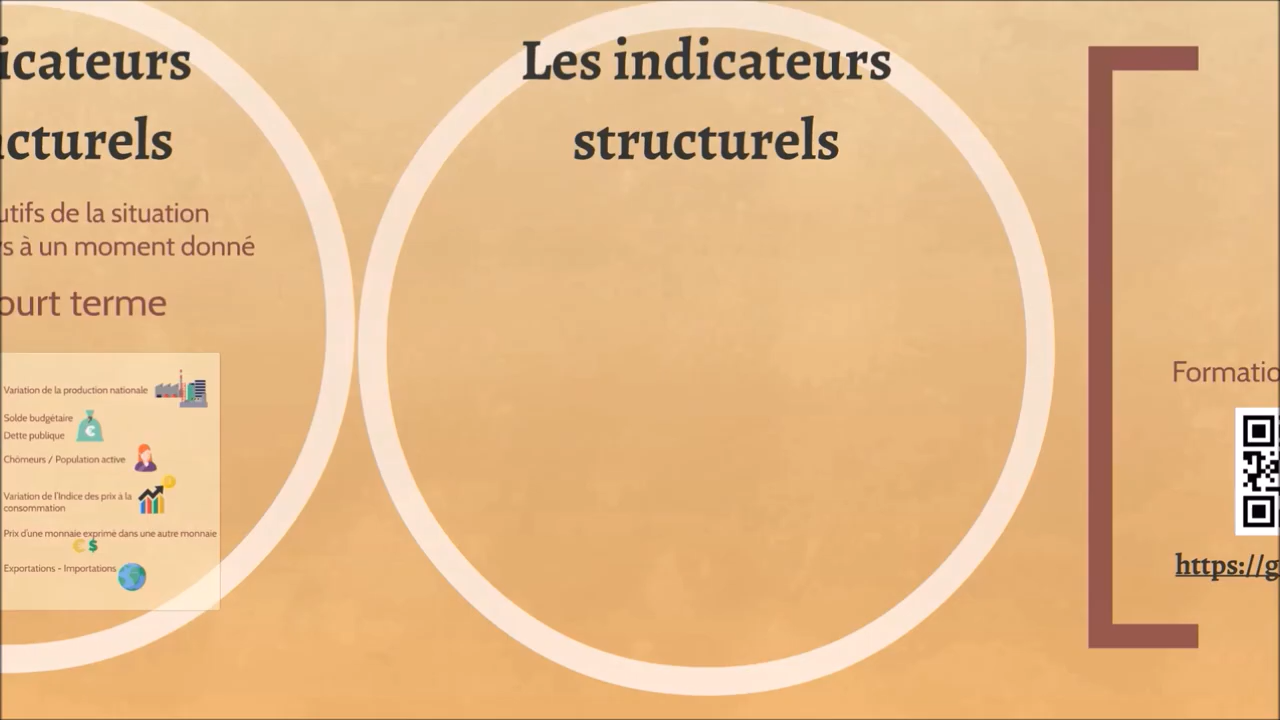 icateurs
cturels
utifs de la situation
s à un moment donné
ourt terme
Variation de la production nationale
Solde budgétaire
Dette publique
Chômeurs / Population active
Variation de l'Indice des prix à la
consommation
Prix d'une monnaie exprimé dans une autre monnaie
Exportations - Importations
Les indicateurs
structurels
Formatio
https://g